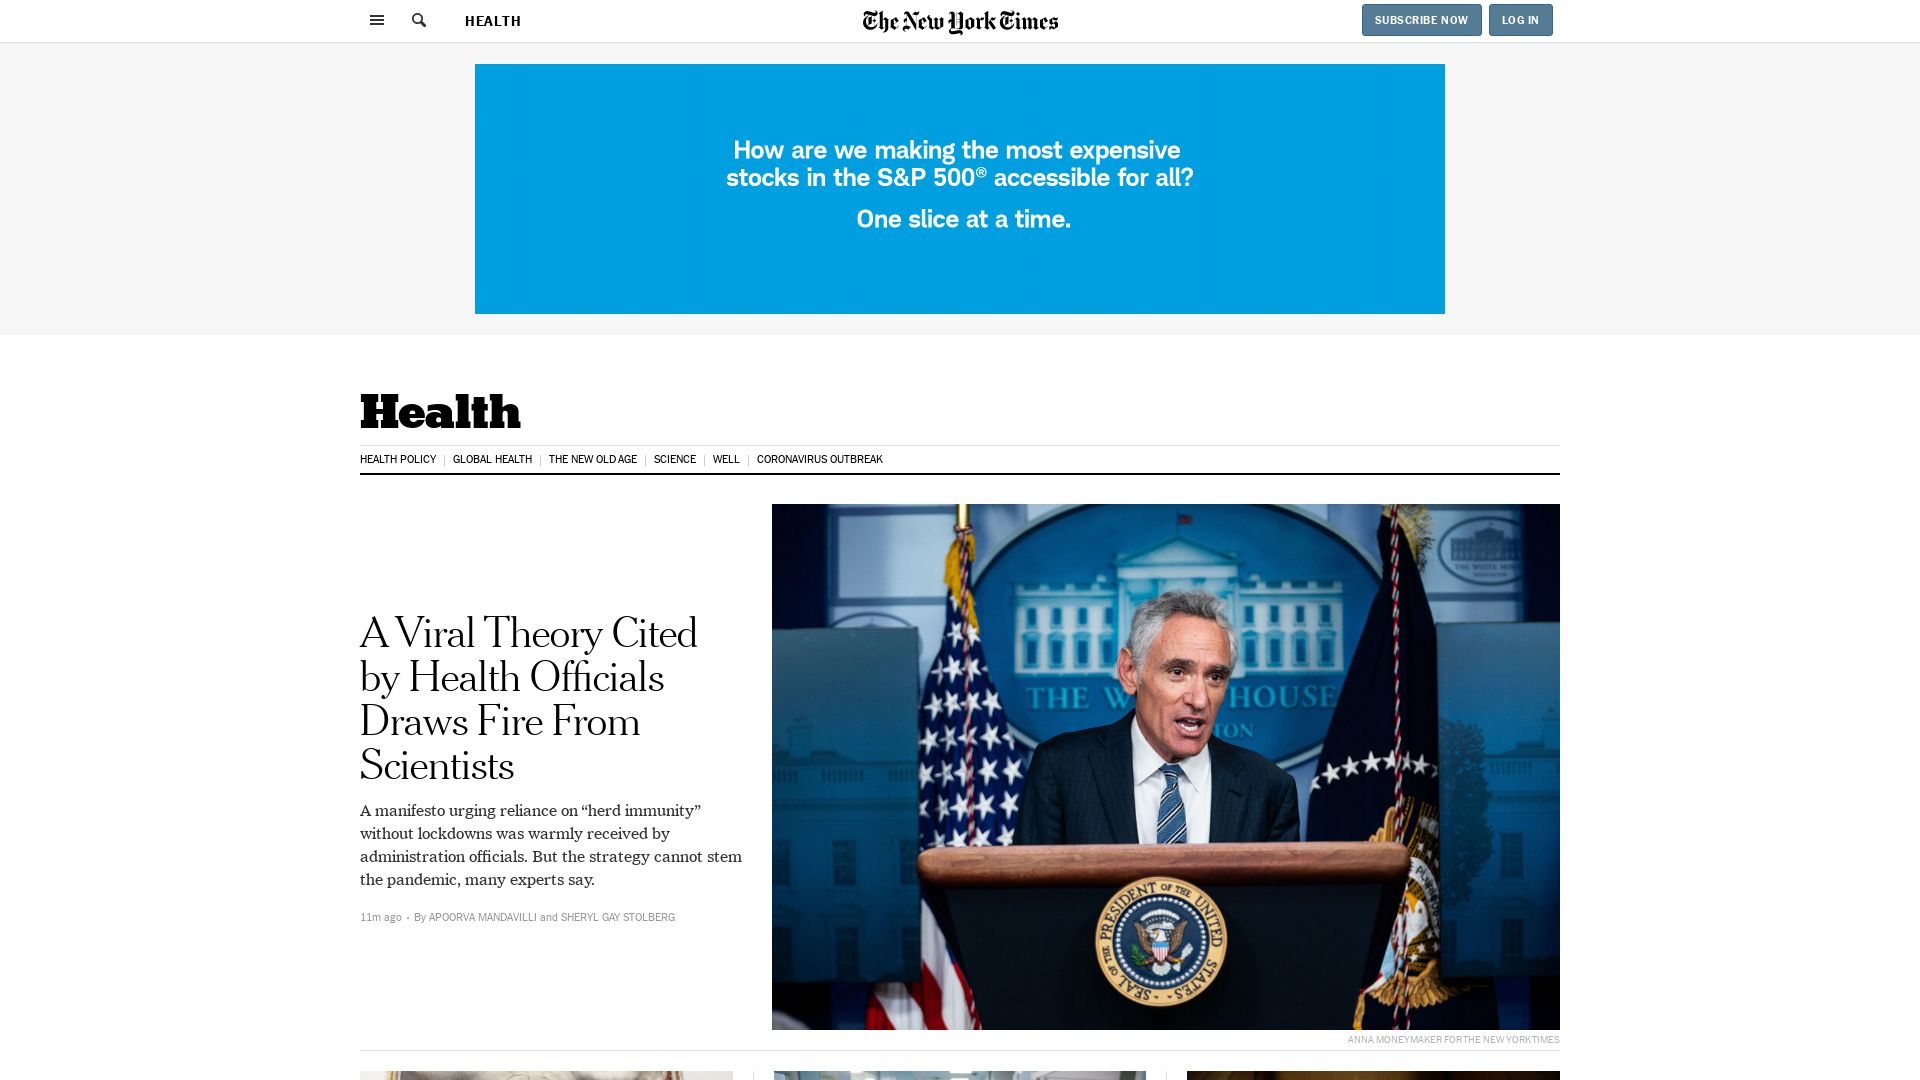 HEALTH
The New York Times
SUBSCRIBE NOW
LOG IN
How are we making the most expensive
stocks in the S&P 500® accessible for all?
One slice at a time.
Health
HEALTH POLICY
GLOBAL HEALTH
THE NEW OLD AGE
SCIENCE
WELL
CORONAVIRUS OUTBREAK
A Viral Theory Cited
by Health Officials
Draws Fire From
Scientists
A manifesto urging reliance on “herd immunity”
without lockdowns was warmly received by
administration officials. But the strategy cannot stem
the pandemic, many experts say.
11m ago • By APOORVA MANDAVILLI and SHERYL GAY STOLBERG
THE WHITE HOU
THE W HOUSE
TON
SEAL OF THE PRESIDENT OF THE UNITED STATES
ANNA MONEYMAKER FOR THE NEW YORK TIMES